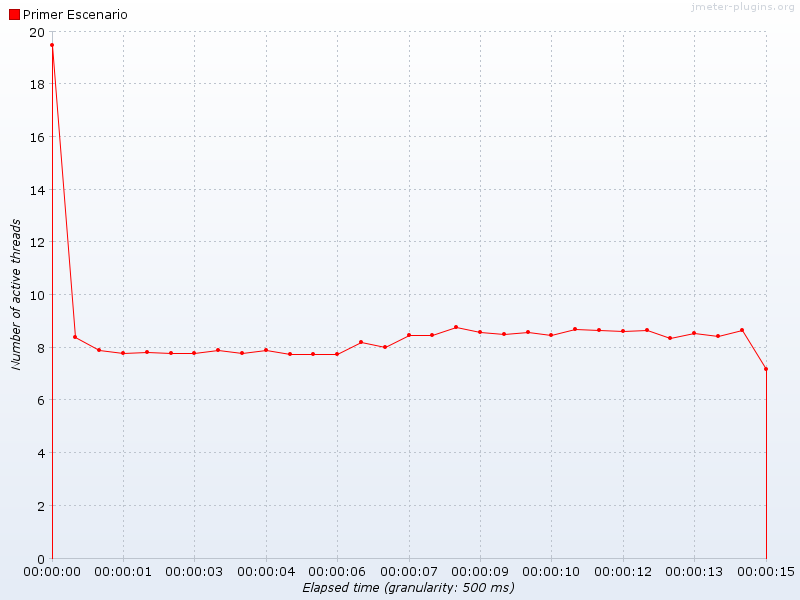 jmeter-plugins.org
Primer Escenario
20
18
16
14
12
10
8
6
4
2
0
Number of active threads
00:00:00 00:00:01 00:00:03 00:00:04 00:00:06 00:00:07 00:00:09 00:00:10 00:00:12 00:00:13 00:00:15
Elapsed time (granularity: 500 ms)